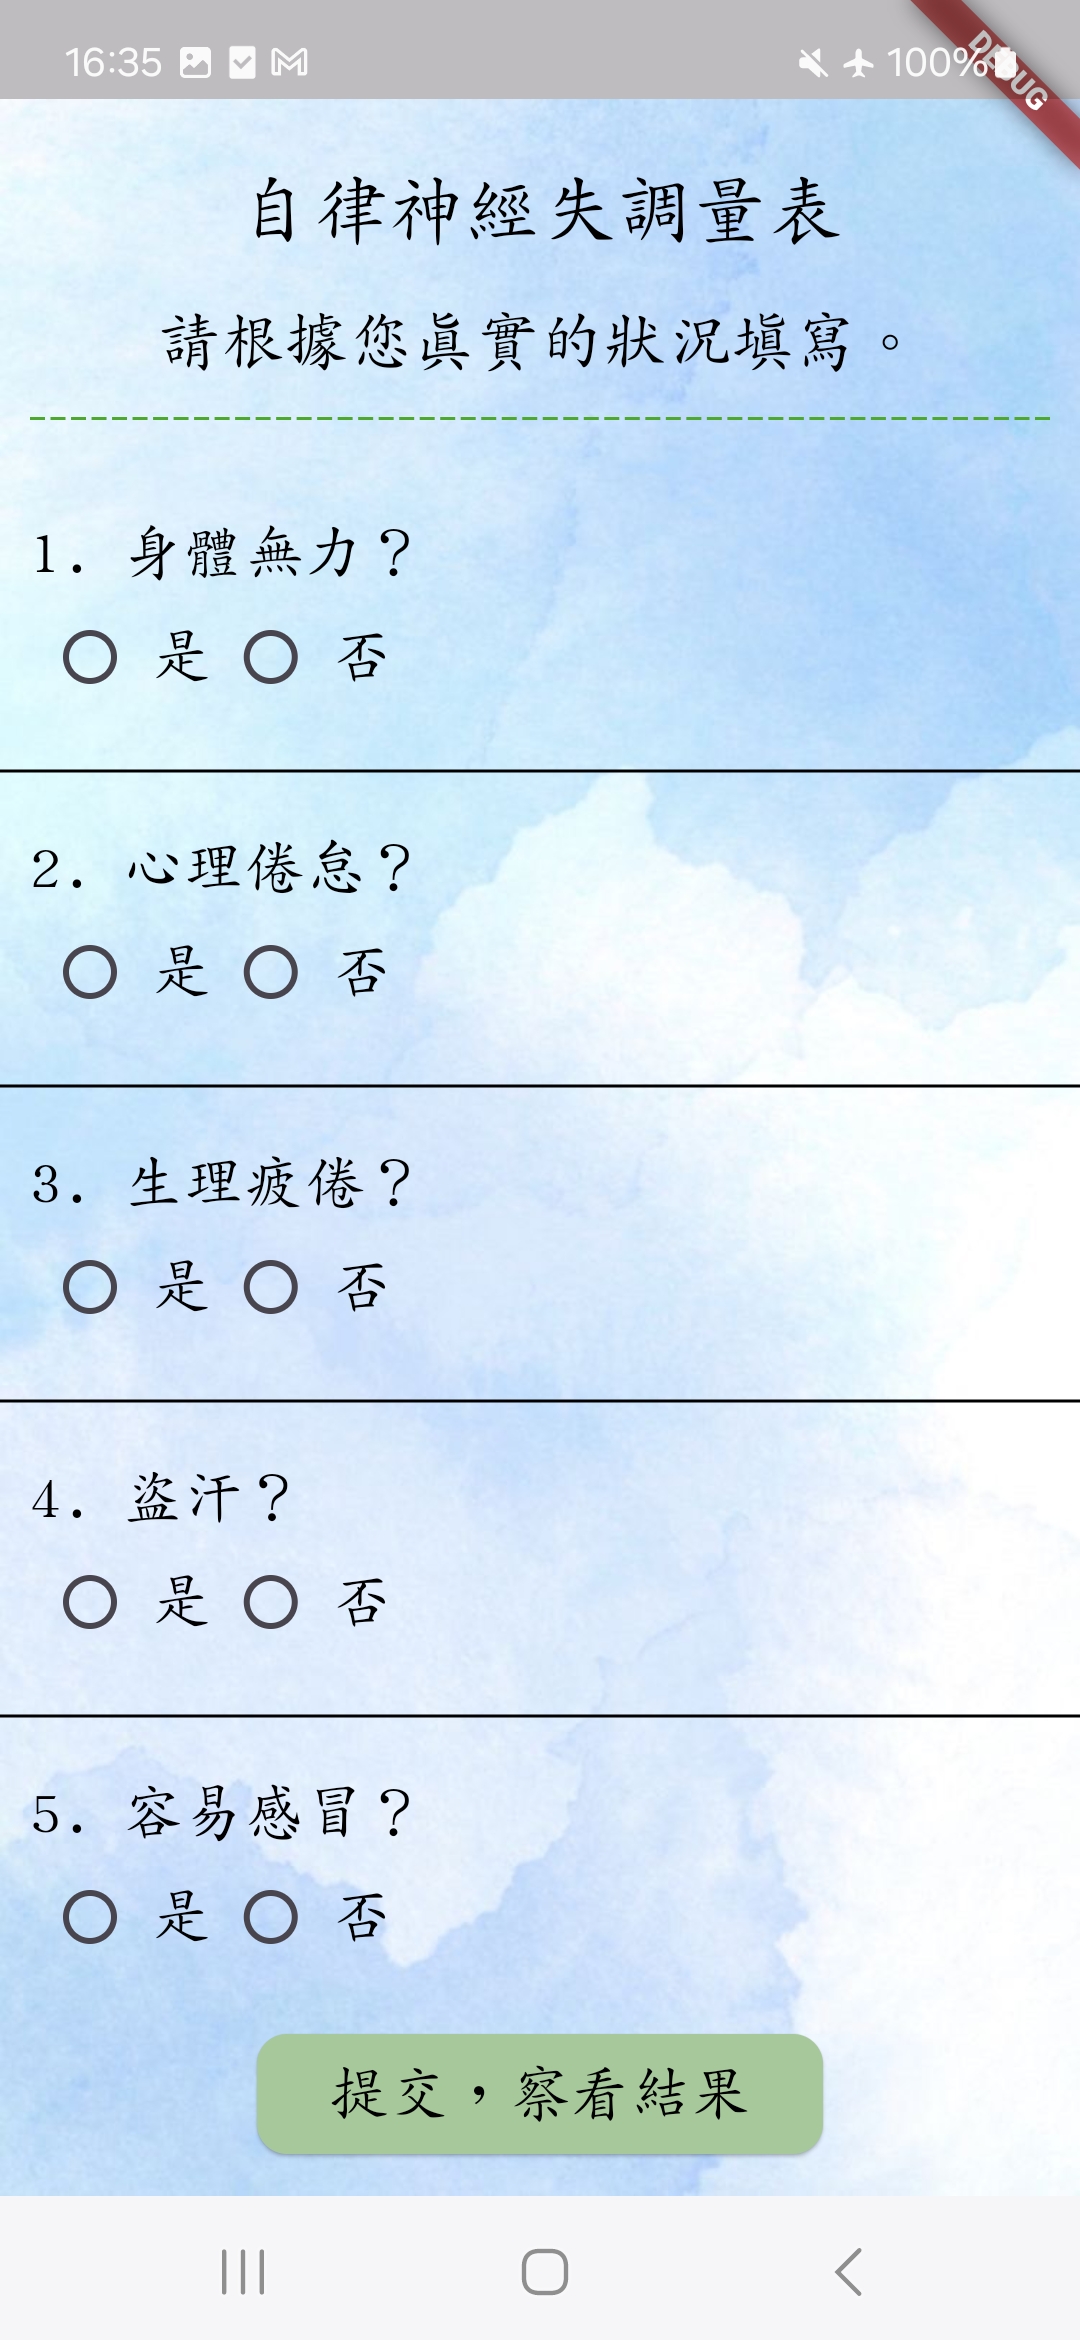 16:35 100%
DEBUG
自律神經失調量表
請根據您眞實的狀況塡寫。
1. 身體無力？
是 否
2. 心理倦怠？
是 否
3. 生理疲倦？
是 否
4. 盜汗？
是 否
5. 容易感冒？
是 否
提交，察看結果